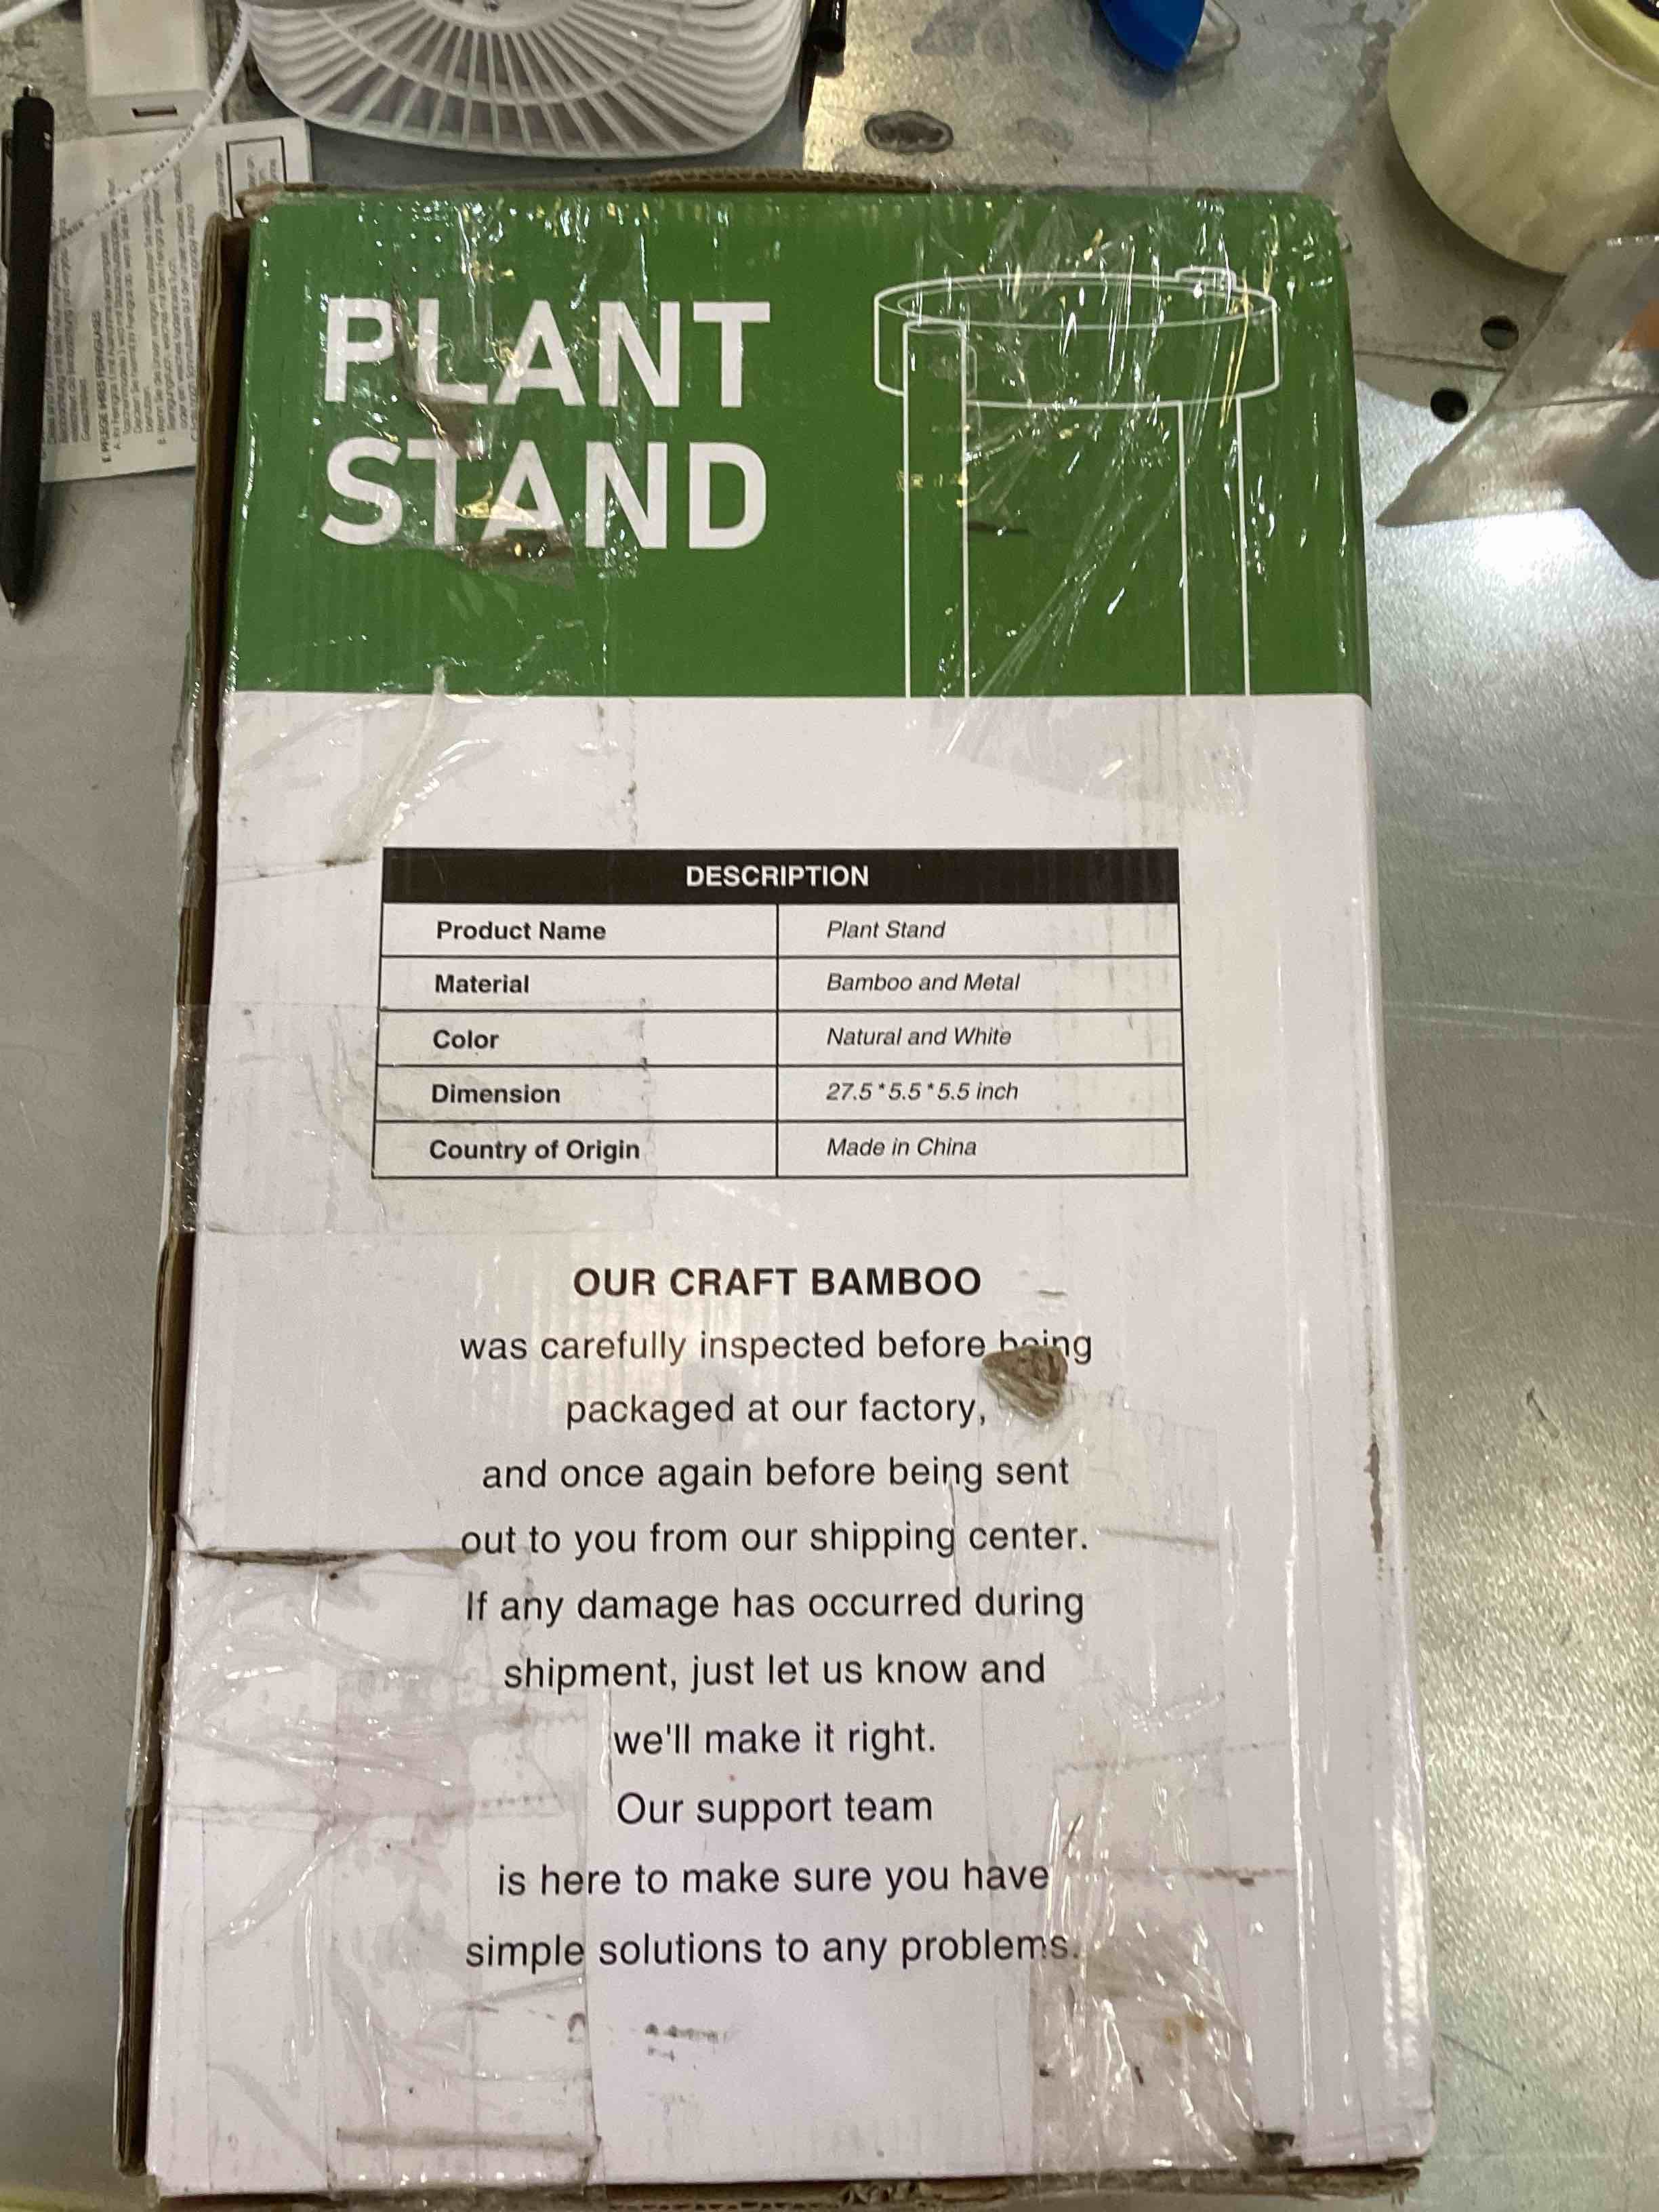 PLANT
STAND
DESCRIPTION
Product Name Plant Stand
Material Bamboo and Metal
Color Natural and White
Dimension 27.5*5.5*5.5 inch
Country of Origin Made in China
OUR CRAFT BAMBOO
was carefully inspected before being
packaged at our factory,
and once again before being sent
out to you from our shipping center.
If any damage has occurred during
shipment, just let us know and
we'll make it right.
Our support team
is here to make sure you have
simple solutions to any problems.